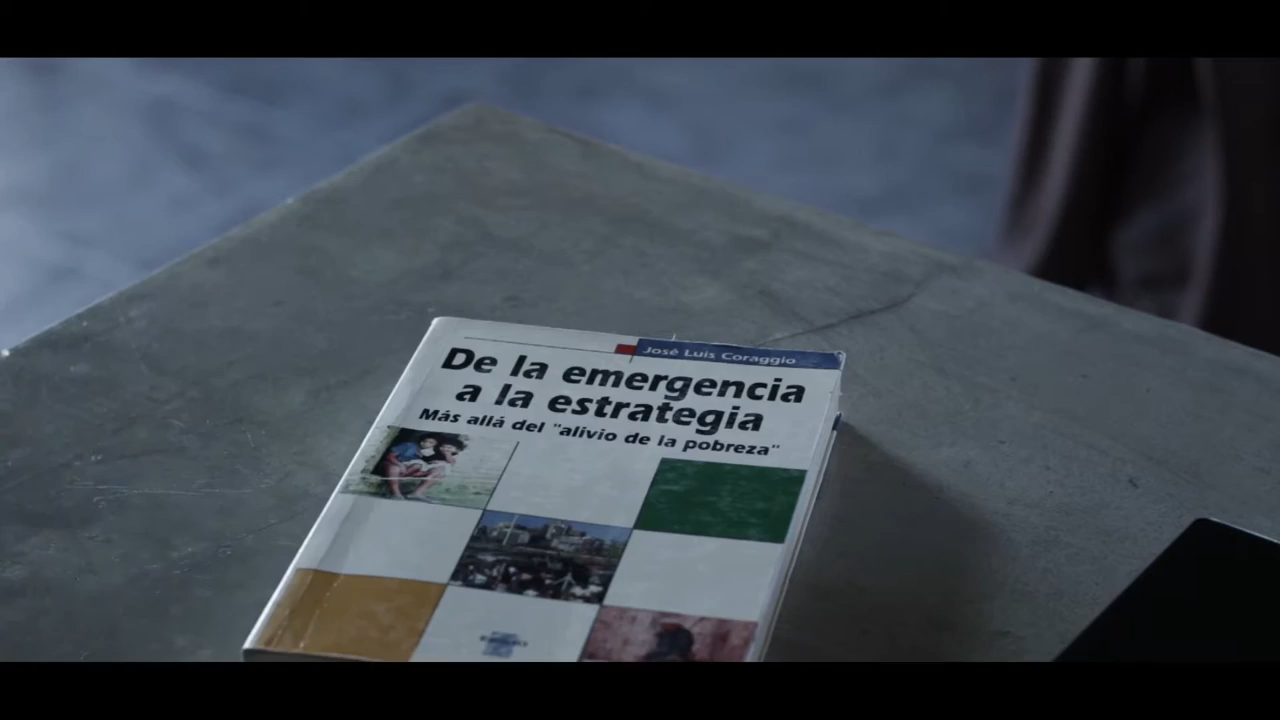 José Luis Coraggio
De la emergencia
a la estrategia
Más allá del "alivio de la pobreza"